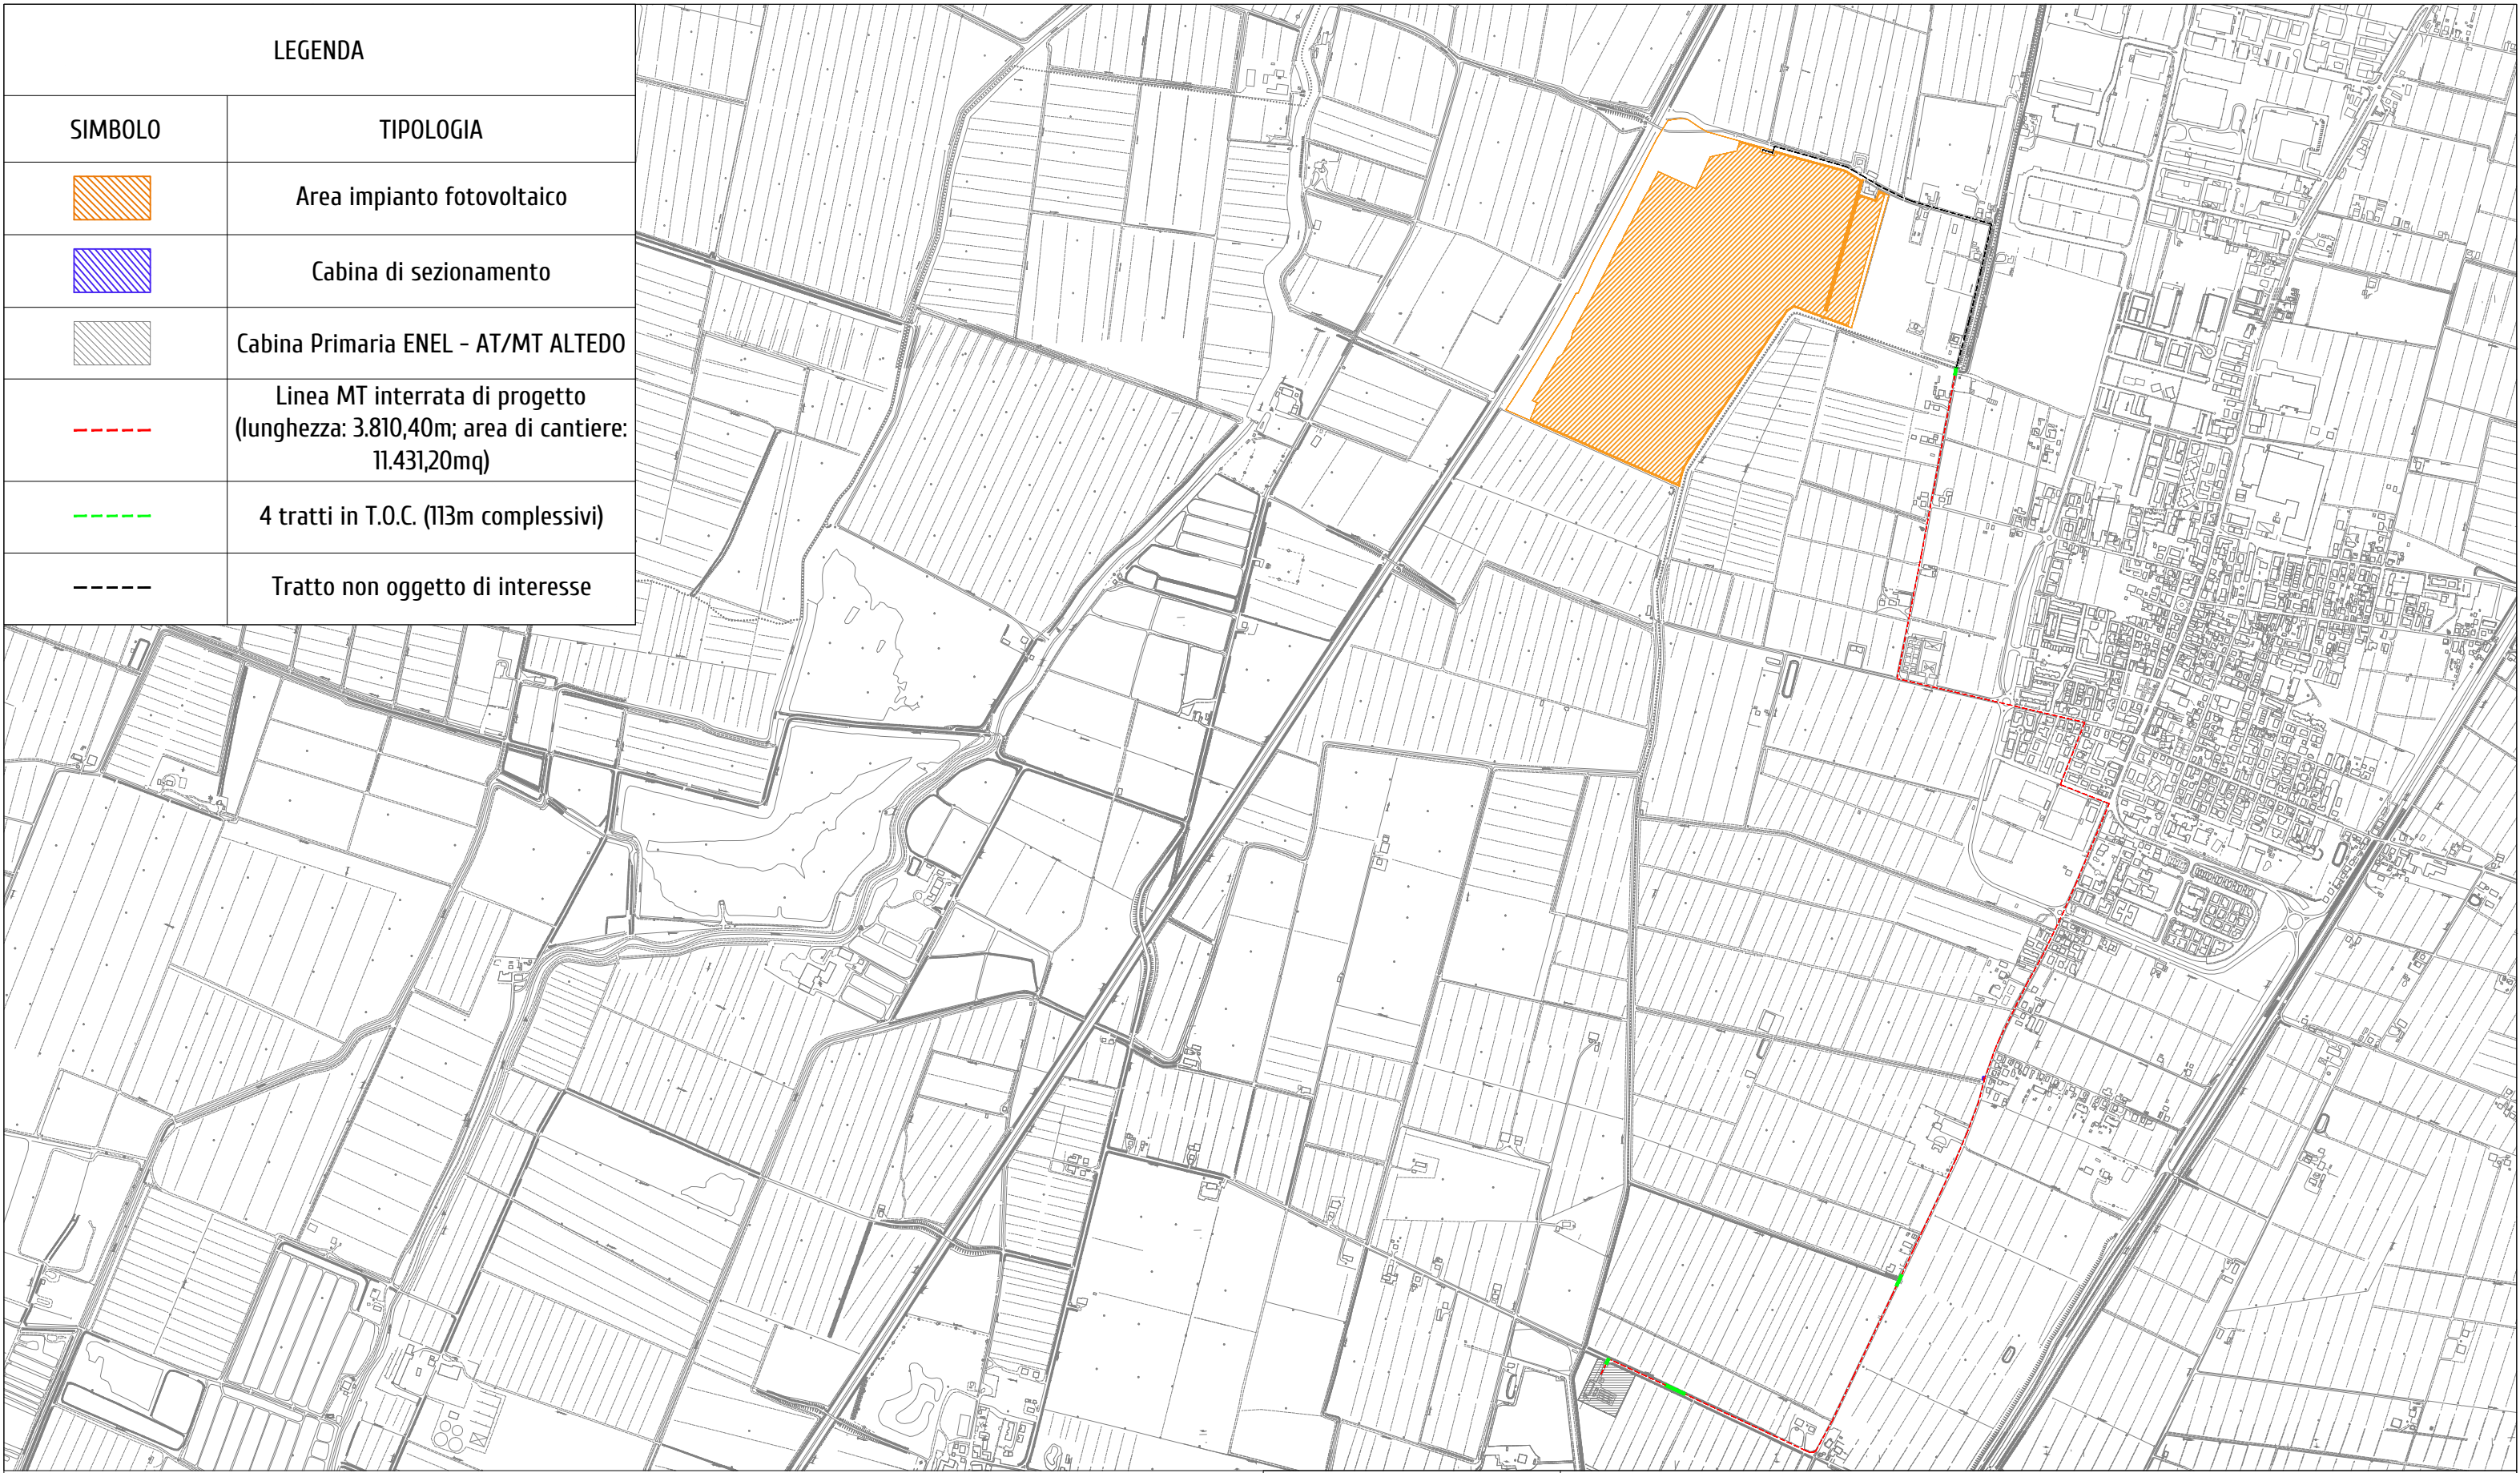 LEGENDA
SIMBOLO
TIPOLOGIA
Area impianto fotovoltaico
Cabina di sezionamento
Cabina Primaria ENEL - AT/MT ALTEDO
Linea MT interrata di progetto
(lunghezza: 3.810,40m; area di cantiere:
11.431,20mq)
4 tratti in T.O.C. (113m complessivi)
Tratto non oggetto di interesse